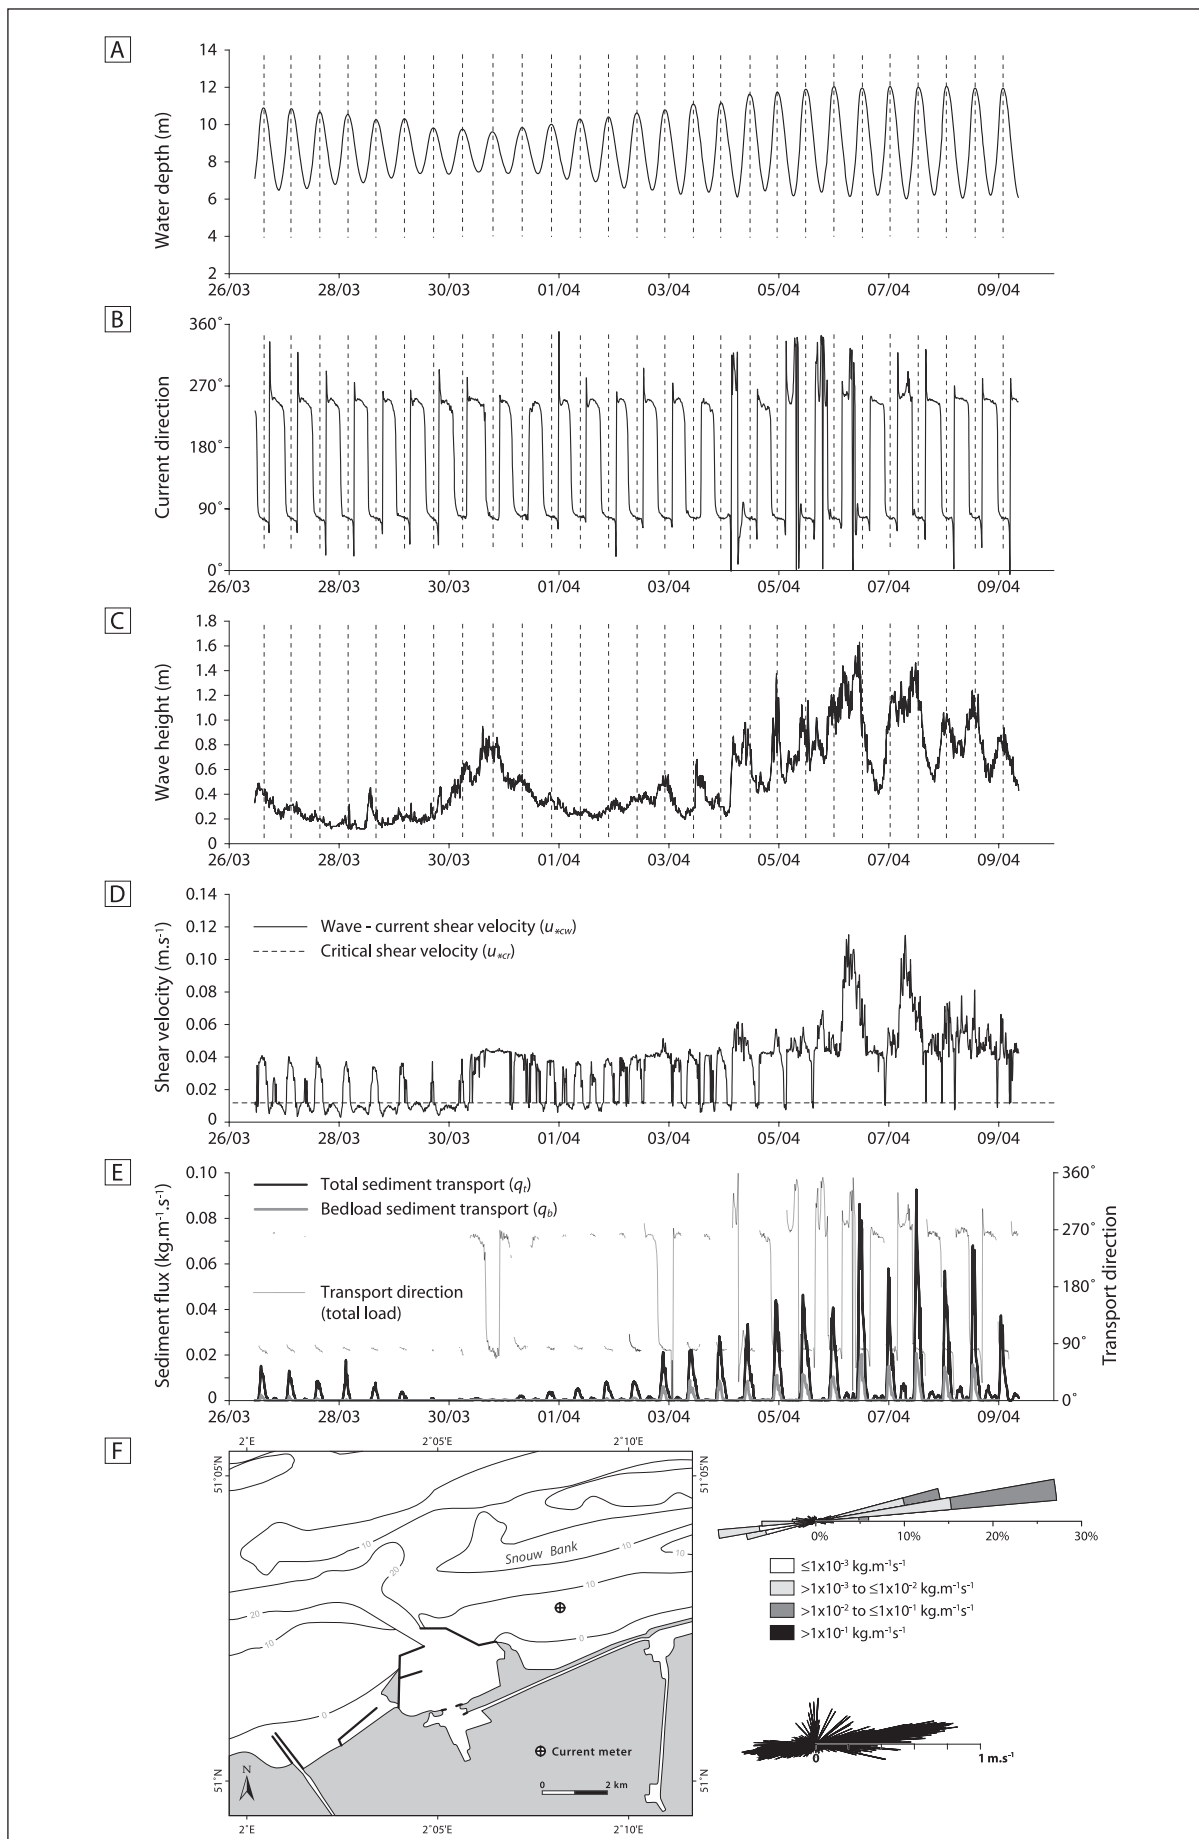 A
14
12
10
8
6
4
2
Water depth (m)
26/03 28/03 30/03 01/04 03/04 05/04 07/04 09/04
B
360°
270°
180°
90°
0°
Current direction
26/03 28/03 30/03 01/04 03/04 05/04 07/04 09/04
C
1.8
1.6
1.4
1.2
1.0
0.8
0.6
0.4
0.2
0
Wave height (m)
26/03 28/03 30/03 01/04 03/04 05/04 07/04 09/04
D
0.14
0.12
0.10
0.08
0.06
0.04
0.02
0
Shear velocity (m.s⁻¹)
Wave - current shear velocity (u*cw)
Critical shear velocity (u*cr)
26/03 28/03 30/03 01/04 03/04 05/04 07/04 09/04
E
0.10
0.08
0.06
0.04
0.02
0
Sediment flux (kg.m⁻¹.s⁻¹)
Total sediment transport (qt)
Bedload sediment transport (qb)
Transport direction
(total load)
360°
270°
180°
90°
0°
Transport direction
26/03 28/03 30/03 01/04 03/04 05/04 07/04 09/04
F
2°E 2°05'E 2°10'E
51°05'N 51°05'N
10
20
Snouw Bank
10
10
10
20
10
0
0
Current meter
N
0 2 km
51°N 51°N
2°E 2°05'E 2°10'E
0% 10% 20% 30%
≤1x10⁻³ kg.m⁻¹s⁻¹
>1x10⁻³ to ≤1x10⁻² kg.m⁻¹s⁻¹
>1x10⁻² to ≤1x10⁻¹ kg.m⁻¹s⁻¹
>1x10⁻¹ kg.m⁻¹s⁻¹
0 1 m.s⁻¹